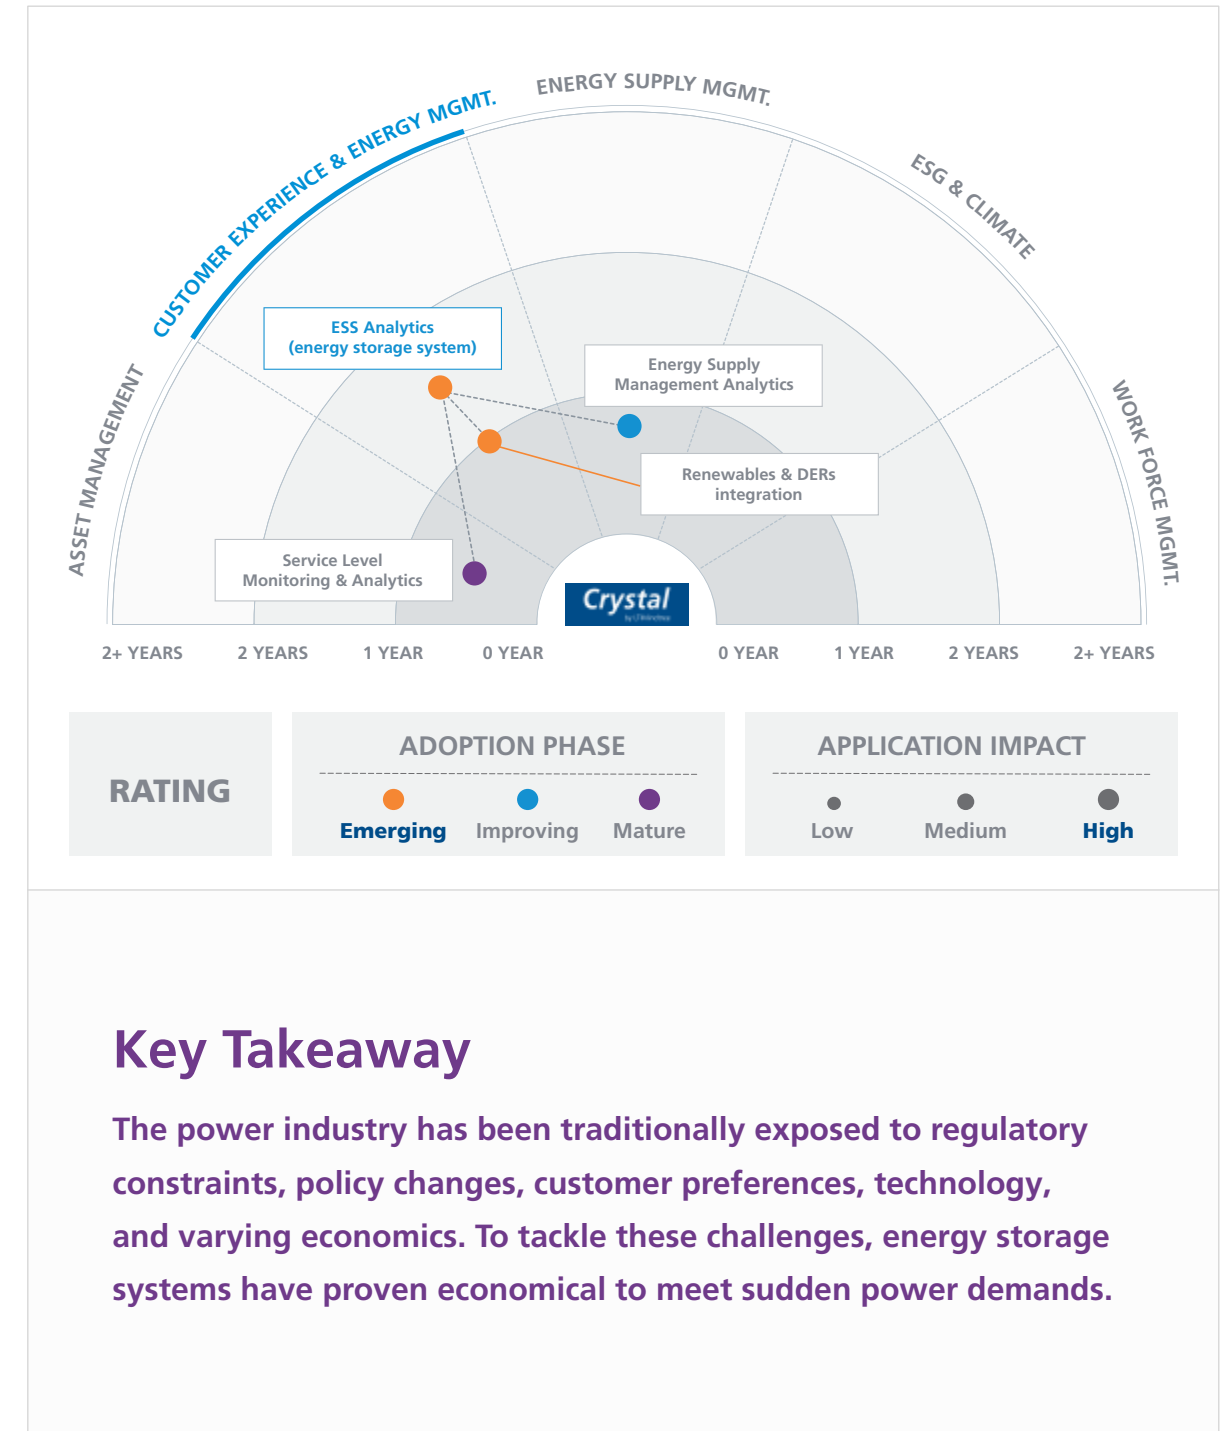 ENERGY SUPPLY MGMT.
CUSTOMER EXPERIENCE & ENERGY MGMT.
ESG & CLIMATE
ASSET MANAGEMENT
WORK FORCE MGMT.
ESS Analytics
(energy storage system)
Energy Supply
Management Analytics
Renewables & DERs
integration
Service Level
Monitoring & Analytics
Crystal
2+ YEARS
2 YEARS
1 YEAR
0 YEAR
0 YEAR
1 YEAR
2 YEARS
2+ YEARS
RATING
ADOPTION PHASE
Emerging
Improving
Mature
APPLICATION IMPACT
Low
Medium
High
Key Takeaway
The power industry has been traditionally exposed to regulatory
constraints, policy changes, customer preferences, technology,
and varying economics. To tackle these challenges, energy storage
systems have proven economical to meet sudden power demands.